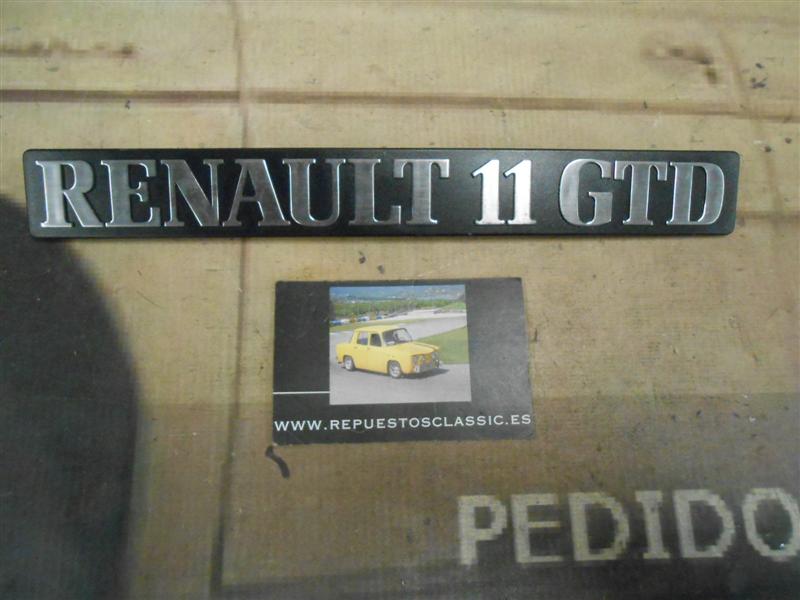 RENAULT 11 GTD
WWW.REPUESTOSCLASSIC.ES
PEDIDO